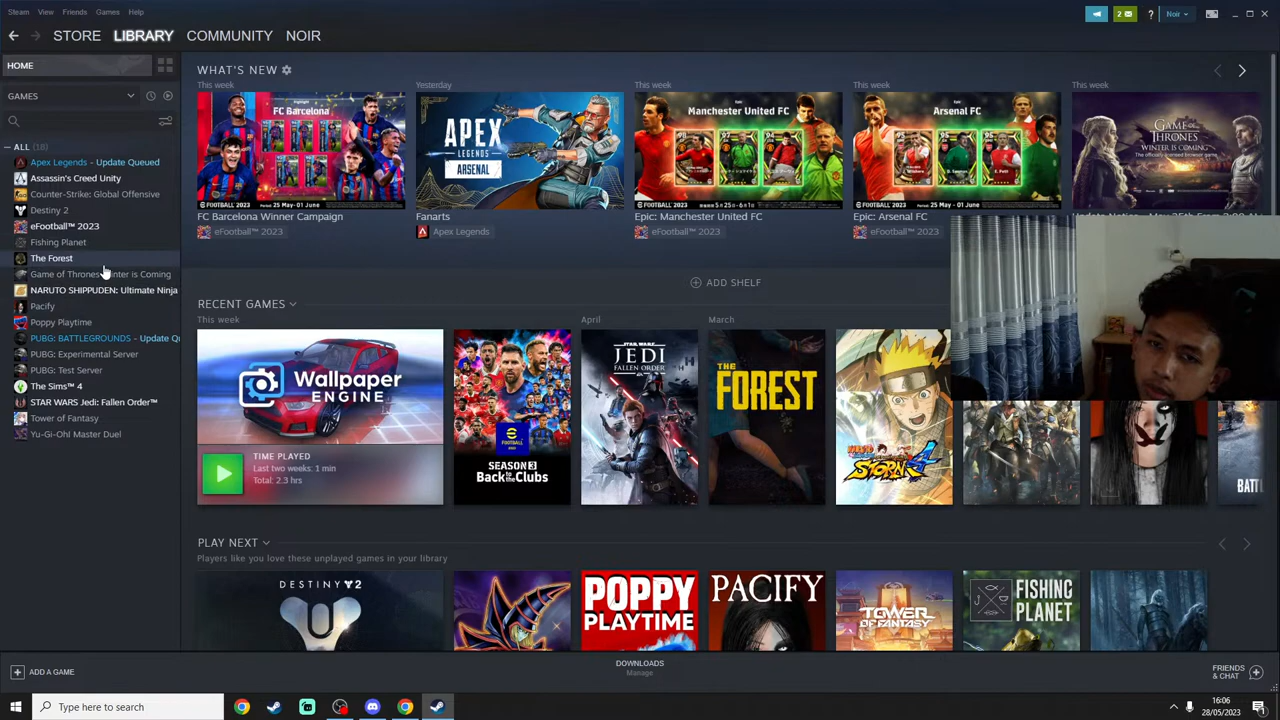 Steam View Friends Games Help
2
Noir
STORE LIBRARY COMMUNITY NOIR
HOME
GAMES
ALL (18)
Apex Legends - Update Queued
Assassin's Creed Unity
Counter-Strike: Global Offensive
Destiny 2
eFootball™ 2023
Fishing Planet
The Forest
Game of Thrones Winter is Coming
NARUTO SHIPPUDEN: Ultimate Ninja
Pacify
Poppy Playtime
PUBG: BATTLEGROUNDS - Update Qu
PUBG: Experimental Server
PUBG: Test Server
The Sims™ 4
STAR WARS Jedi: Fallen Order™
Tower of Fantasy
Yu-Gi-Oh! Master Duel
WHAT'S NEW
This week
Yesterday
This week
This week
This week
FC Barcelona
APEX
LEGENDS
ARSENAL
Epic
Manchester United FC
Epic
Arsenal FC
GAME OF THRONES
WINTER IS COMING
FC Barcelona Winner Campaign
Fanarts
Epic: Manchester United FC
Epic: Arsenal FC
eFootball™ 2023
Apex Legends
eFootball™ 2023
eFootball™ 2023
ADD SHELF
RECENT GAMES
This week
April
March
Wallpaper
ENGINE
TIME PLAYED
Last two weeks: 1 min
Total: 2.3 hrs
SEASON 3
Back to the Clubs
STAR WARS
JEDI
FALLEN ORDER
THE
FOREST
NARUTO
STORM 4
BATTL
PLAY NEXT
Players like you love these unplayed games in your library
DESTINY 2
POPPY
PLAYTIME
PACIFY
TOWER
OF FANTASY
FISHING
PLANET
ADD A GAME
DOWNLOADS
Manage
FRIENDS
& CHAT
Type here to search
16:06
28/05/2023